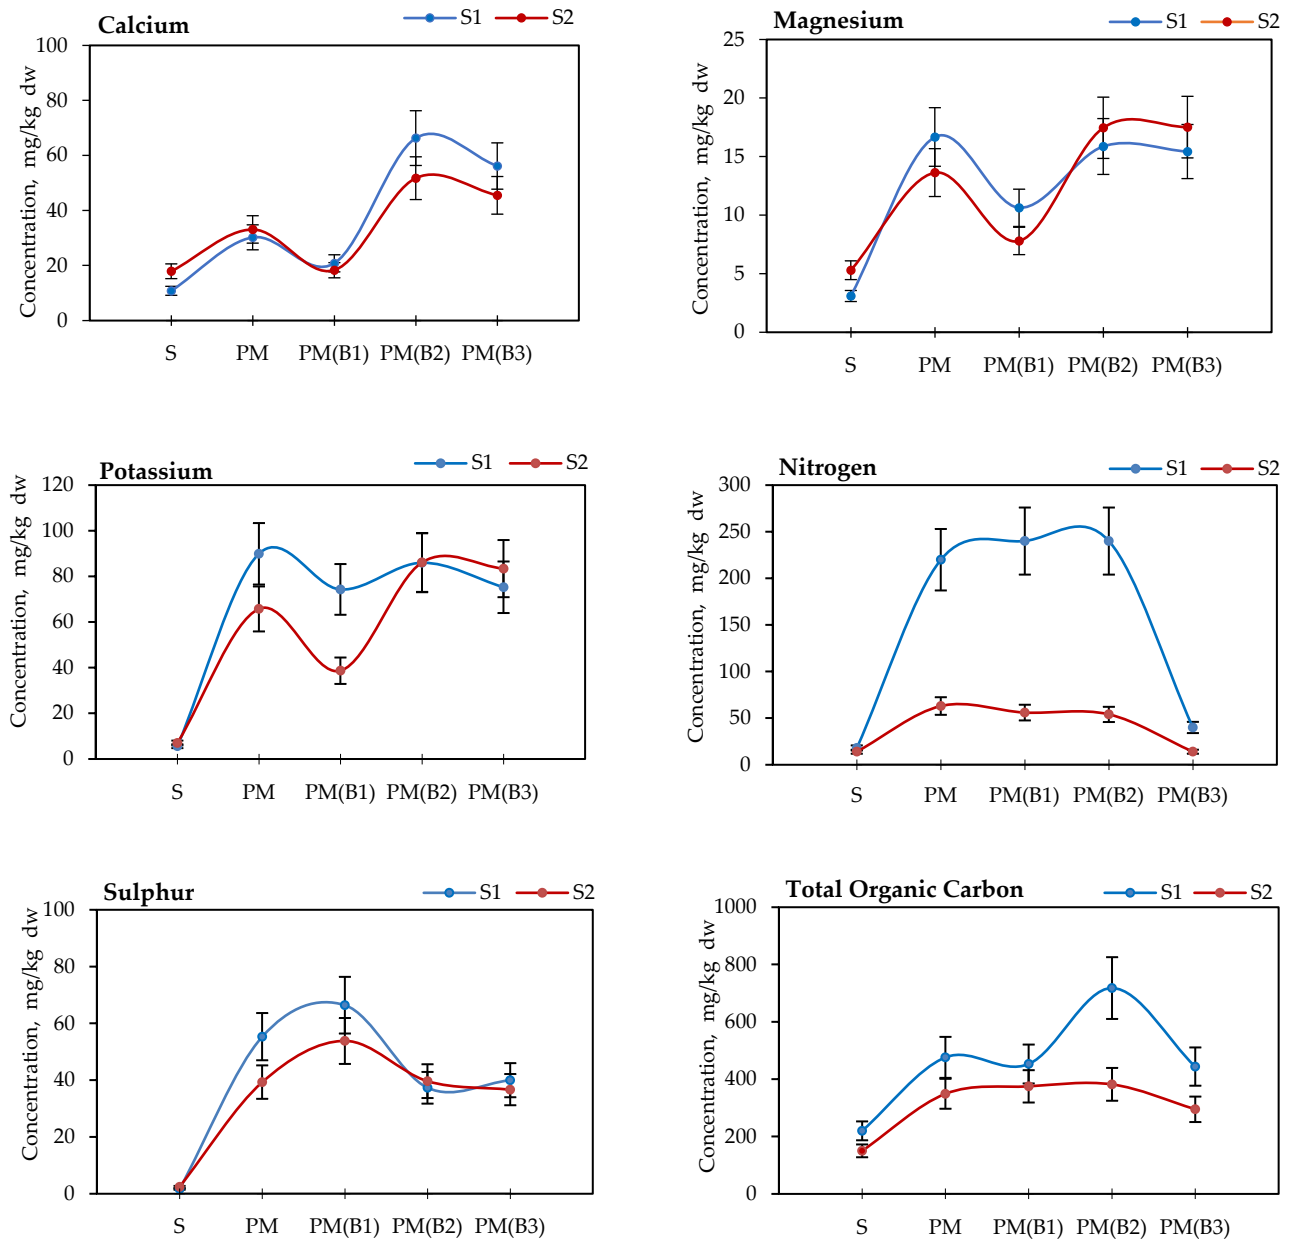 Calcium
S1 S2
Concentration, mg/kg dw
100
80
60
40
20
0
S PM PM(B1) PM(B2) PM(B3)
Magnesium
S1 S2
Concentration, mg/kg dw
25
20
15
10
5
0
S PM PM(B1) PM(B2) PM(B3)
Potassium
S1 S2
Concentration, mg/kg dw
120
100
80
60
40
20
0
S PM PM(B1) PM(B2) PM(B3)
Nitrogen
S1 S2
Concentration, mg/kg dw
300
250
200
150
100
50
0
S PM PM(B1) PM(B2) PM(B3)
Sulphur
S1 S2
Concentration, mg/kg dw
100
80
60
40
20
0
S PM PM(B1) PM(B2) PM(B3)
Total Organic Carbon
S1 S2
Concentration, mg/kg dw
1000
800
600
400
200
0
S PM PM(B1) PM(B2) PM(B3)